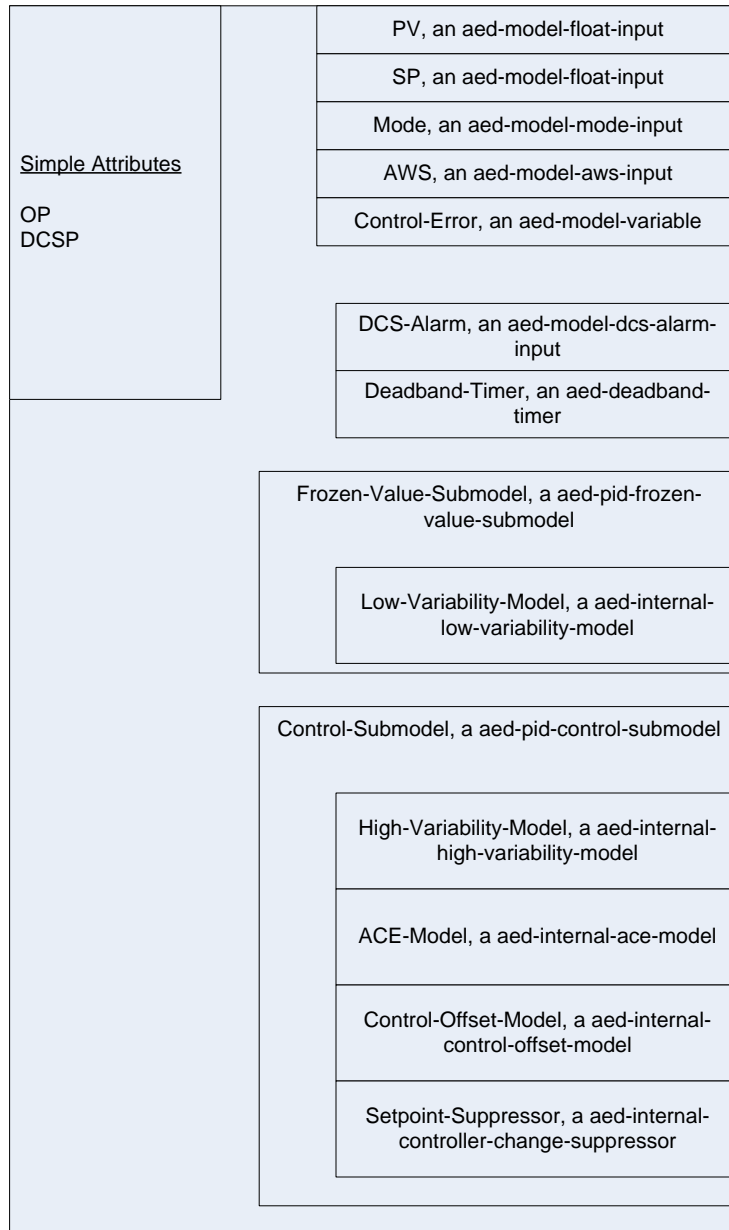 Simple Attributes
OP
DCSP
PV, an aed-model-float-input
SP, an aed-model-float-input
Mode, an aed-model-mode-input
AWS, an aed-model-aws-input
Control-Error, an aed-model-variable
DCS-Alarm, an aed-model-dcs-alarm-
input
Deadband-Timer, an aed-deadband-
timer
Frozen-Value-Submodel, a aed-pid-frozen-
value-submodel
Low-Variability-Model, a aed-internal-
low-variability-model
Control-Submodel, a aed-pid-control-submodel
High-Variability-Model, a aed-internal-
high-variability-model
ACE-Model, a aed-internal-ace-model
Control-Offset-Model, a aed-internal-
control-offset-model
Setpoint-Suppressor, a aed-internal-
controller-change-suppressor